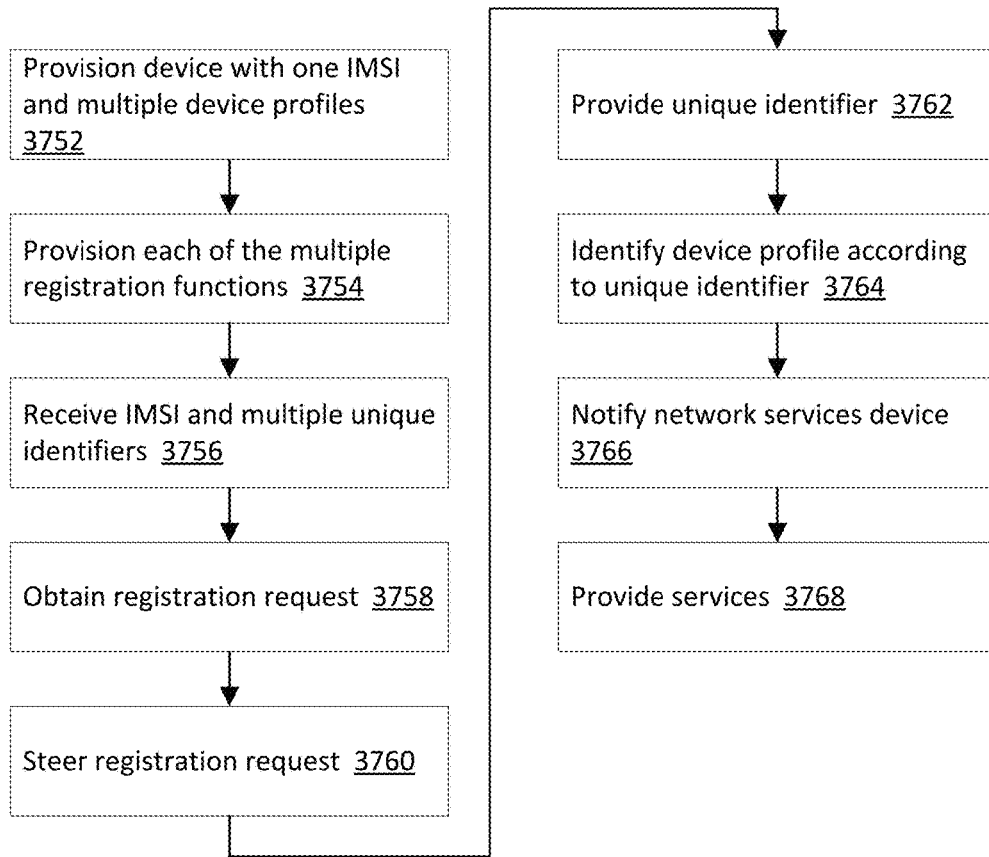 Provision device with one IMSI
and multiple device profiles
3752
Provision each of the multiple
registration functions 3754
Receive IMSI and multiple unique
identifiers 3756
Obtain registration request 3758
Steer registration request 3760
Provide unique identifier 3762
Identify device profile according
to unique identifier 3764
Notify network services device
3766
Provide services 3768